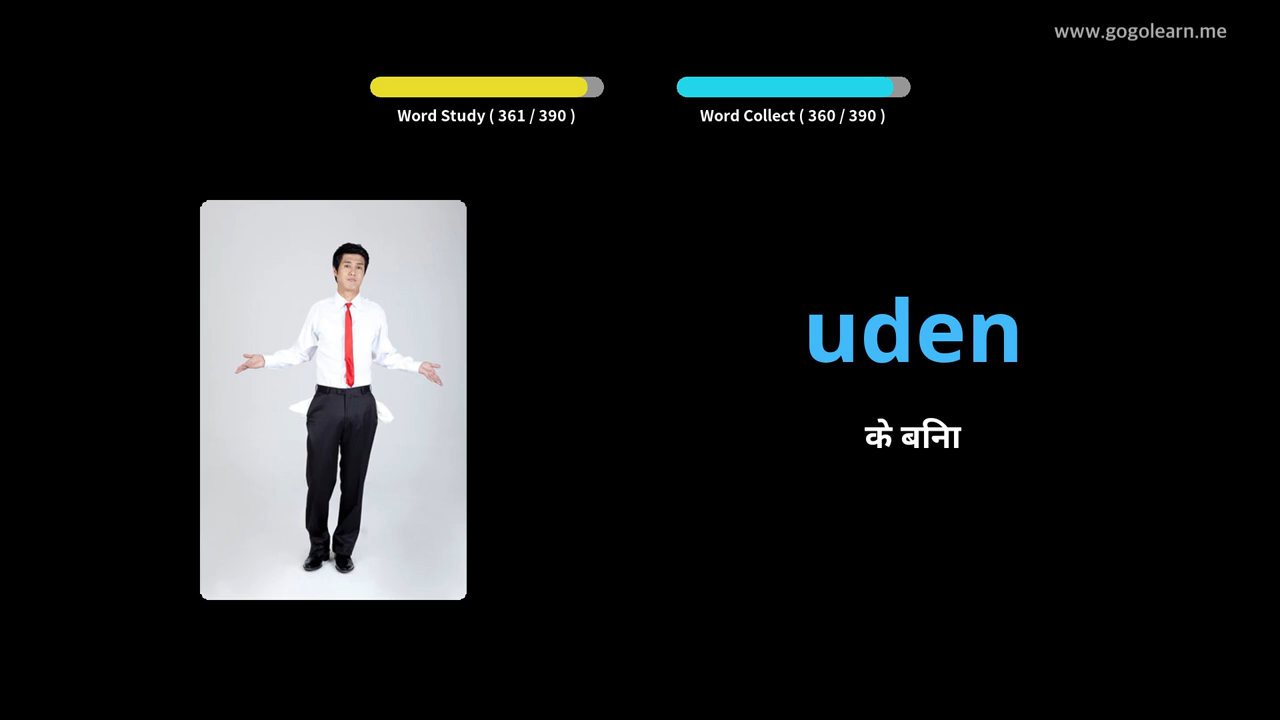 www.gogolearn.me
Word Study ( 361 / 390 )
Word Collect ( 360 / 390 )
uden
के बिना